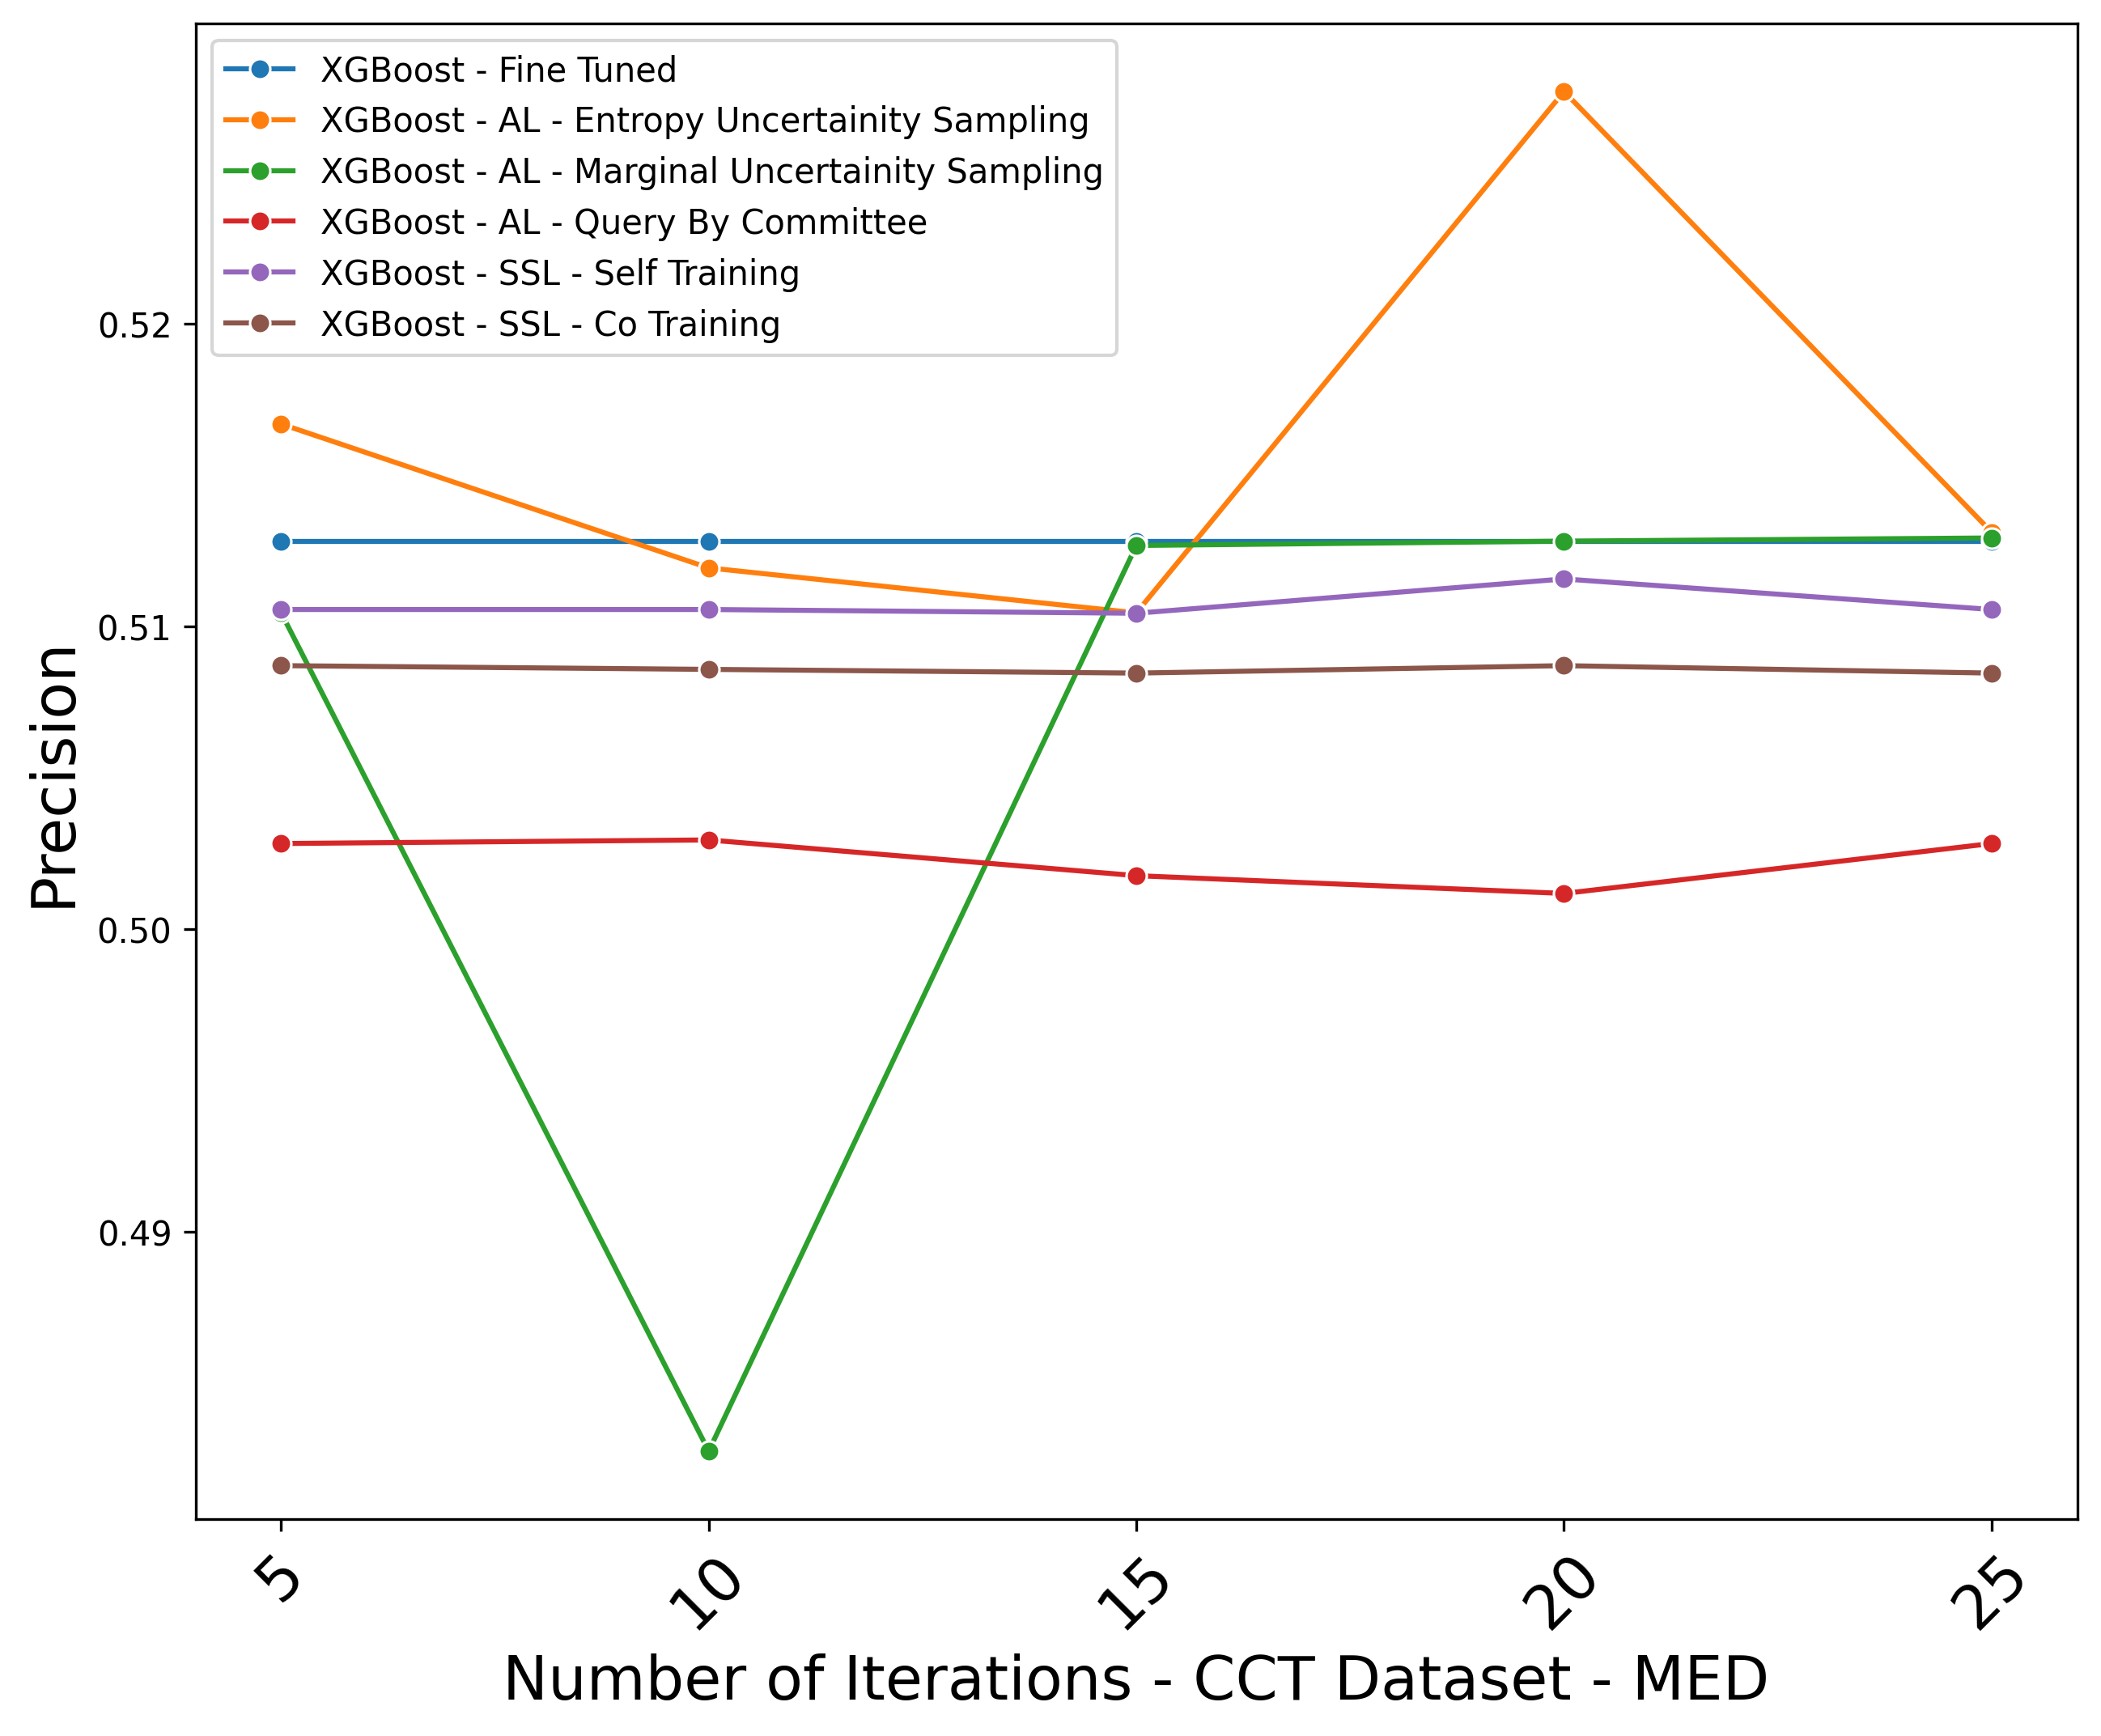 XGBoost - Fine Tuned
XGBoost - AL - Entropy Uncertainity Sampling
XGBoost - AL - Marginal Uncertainity Sampling
XGBoost - AL - Query By Committee
XGBoost - SSL - Self Training
XGBoost - SSL - Co Training
0.52
0.51
0.50
0.49
Precision
5
10
15
20
25
Number of Iterations - CCT Dataset - MED